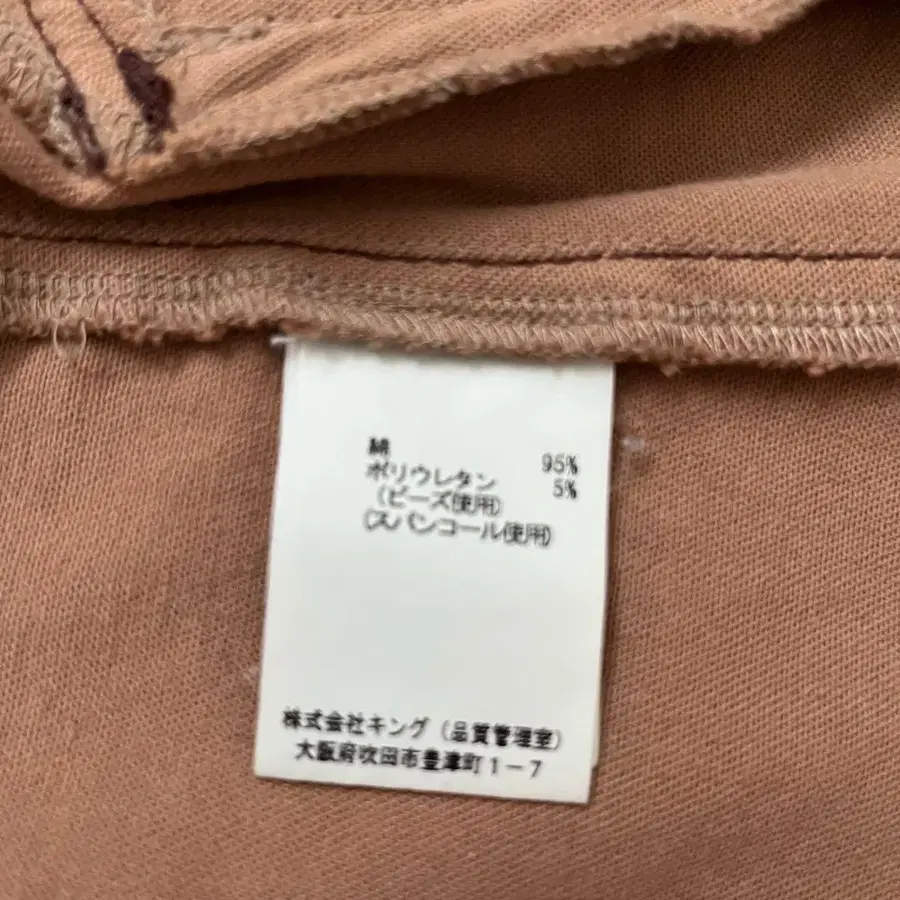 綿 95%
ポリウレタン 5%
(ビーズ使用)
(スパンコール使用)
株式会社キング(品質管理室)
大阪府吹田市豊津町1-7